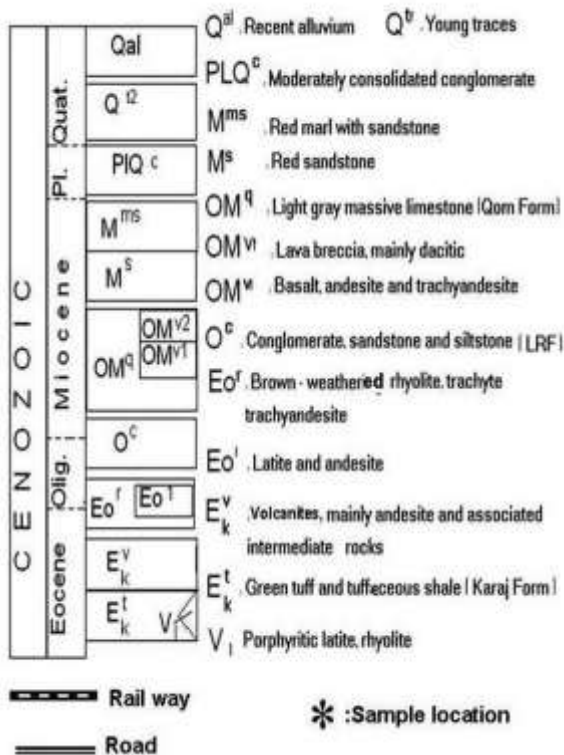 CENOZOIC
Quat.
Pl.
Miocene
Olig.
Eocene
Qal
Q t2
PlQ c
M ms
M s
OM q
OM v2
OM v1
O c
Eo r
Eo l
E k v
E k t
V
Q al . Recent alluvium Q tr . Young traces
PLQ c . Moderately consolidated conglomerate
M ms . Red marl with sandstone
M s . Red sandstone
OM q . Light gray massive limestone | Qom Form |
. Lava breccia, mainly dacitic
. Basalt, andesite and trachyandesite
O c . Conglomerate, sandstone and siltstone | LRF |
Eo r . Brown - weathered rhyolite, trachyte
trachyandesite
Eo l . Latite and andesite
E k v . Volcanites, mainly andesite and associated
intermediate rocks
E k t . Green tuff and tuffeceous shale | Karaj Form |
V l Porphyritic latite, rhyolite
Rail way
Road
* :Sample location